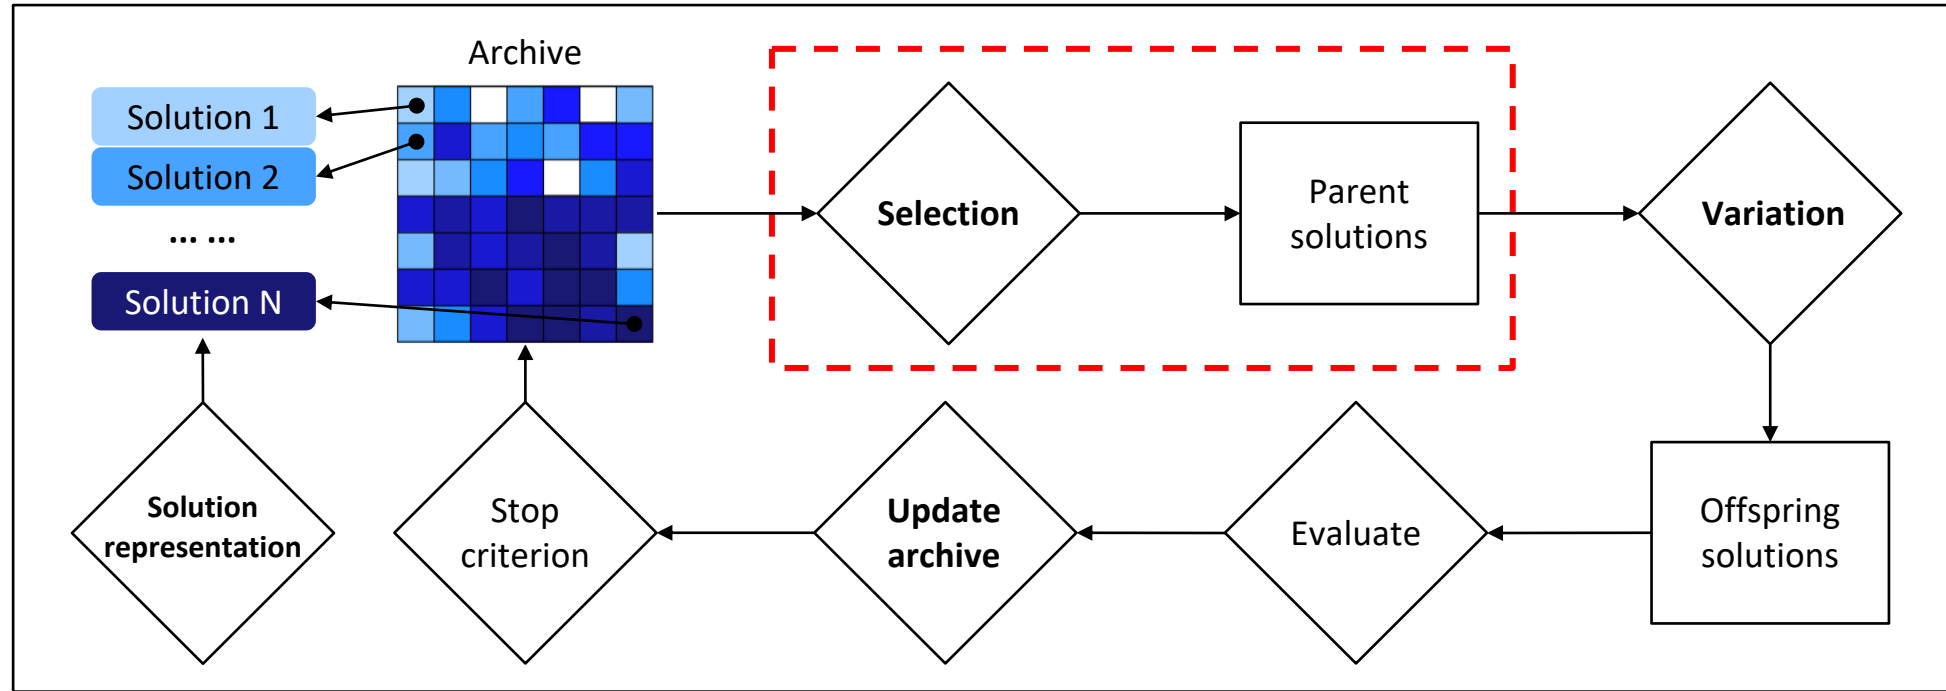 Archive
Solution 1
Solution 2
... ...
Solution N
Selection
Parent
solutions
Variation
Solution
representation
Stop
criterion
Update
archive
Evaluate
Offspring
solutions